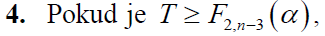 4. Pokud je T ≥ F₂,ₙ₋₃(α),